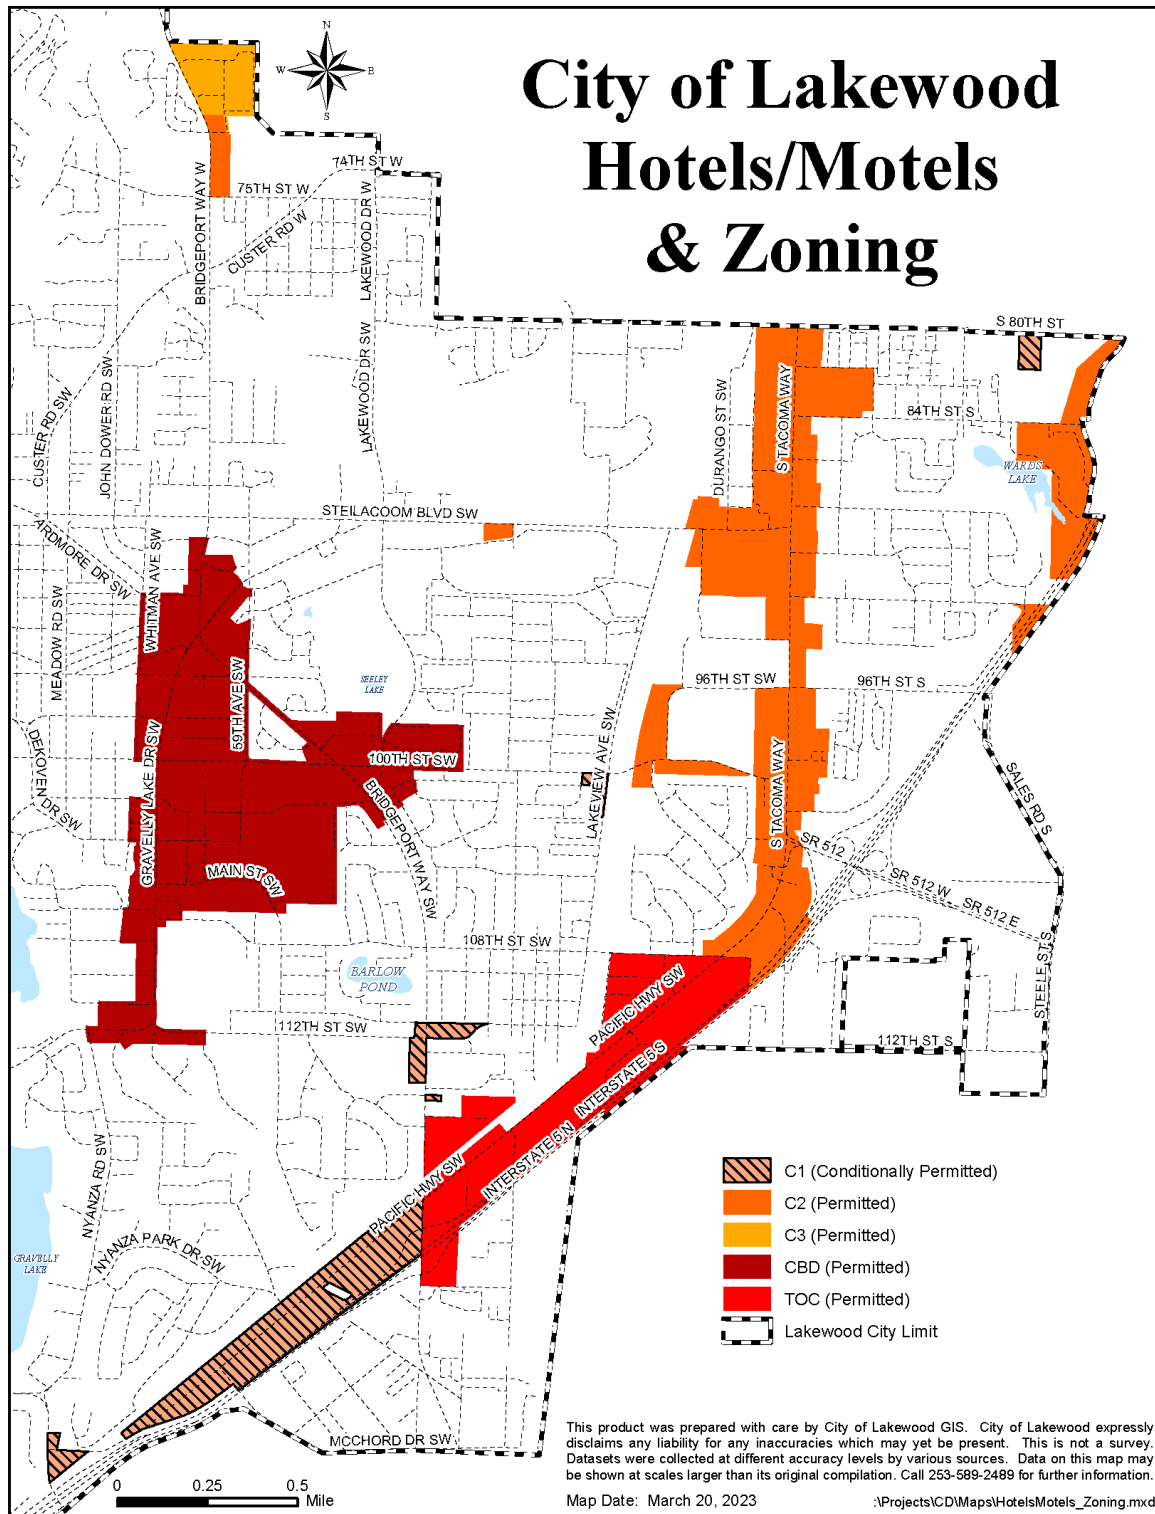 City of Lakewood
Hotels/Motels
& Zoning
N
W
E
S
74TH ST W
75TH ST W
BRIDGEPORT WAY W
CUSTER RD W
LAKEWOOD DR W
S 80TH ST
LAKEWOOD DR SW
JOHN DOWER RD SW
CUSTER RD SW
DURANGO ST SW
S TACOMA WAY
84TH ST S
WARDS
LAKE
STEILACOOM BLVD SW
ARDMORE DR SW
WHITMAN AVE SW
MEADOW RD SW
SEELEY
LAKE
59TH AVE SW
96TH ST SW
96TH ST S
DEKOVEN DR SW
GRAVELLY LAKE DR SW
100TH ST SW
LAKEVIEW AVE SW
S TACOMA WAY
SALES RD S
BRIDGEPORT WAY SW
SR 512
SR 512 W
SR 512 E
MAIN ST SW
108TH ST SW
BARLOW
POND
STEELE ST S
PACIFIC HWY SW
112TH ST SW
112TH ST S
INTERSTATE 5 S
INTERSTATE 5 N
NYANZA RD SW
PACIFIC HWY SW
NYANZA PARK DR SW
GRAVELLY
LAKE
MCCHORD DR SW
C1 (Conditionally Permitted)
C2 (Permitted)
C3 (Permitted)
CBD (Permitted)
TOC (Permitted)
Lakewood City Limit
0 0.25 0.5
Mile
This product was prepared with care by City of Lakewood GIS. City of Lakewood expressly
disclaims any liability for any inaccuracies which may yet be present. This is not a survey.
Datasets were collected at different accuracy levels by various sources. Data on this map may
be shown at scales larger than its original compilation. Call 253-589-2489 for further information.
Map Date: March 20, 2023
:\Projects\CD\Maps\HotelsMotels_Zoning.mxd